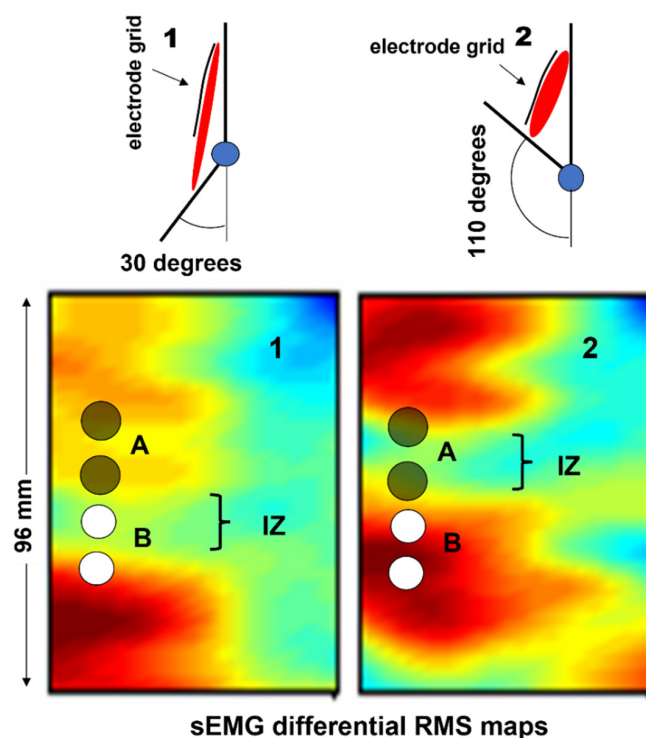 1
electrode grid
30 degrees
2
electrode grid
110 degrees
96 mm
1
A
B
IZ
2
A
B
IZ
sEMG differential RMS maps